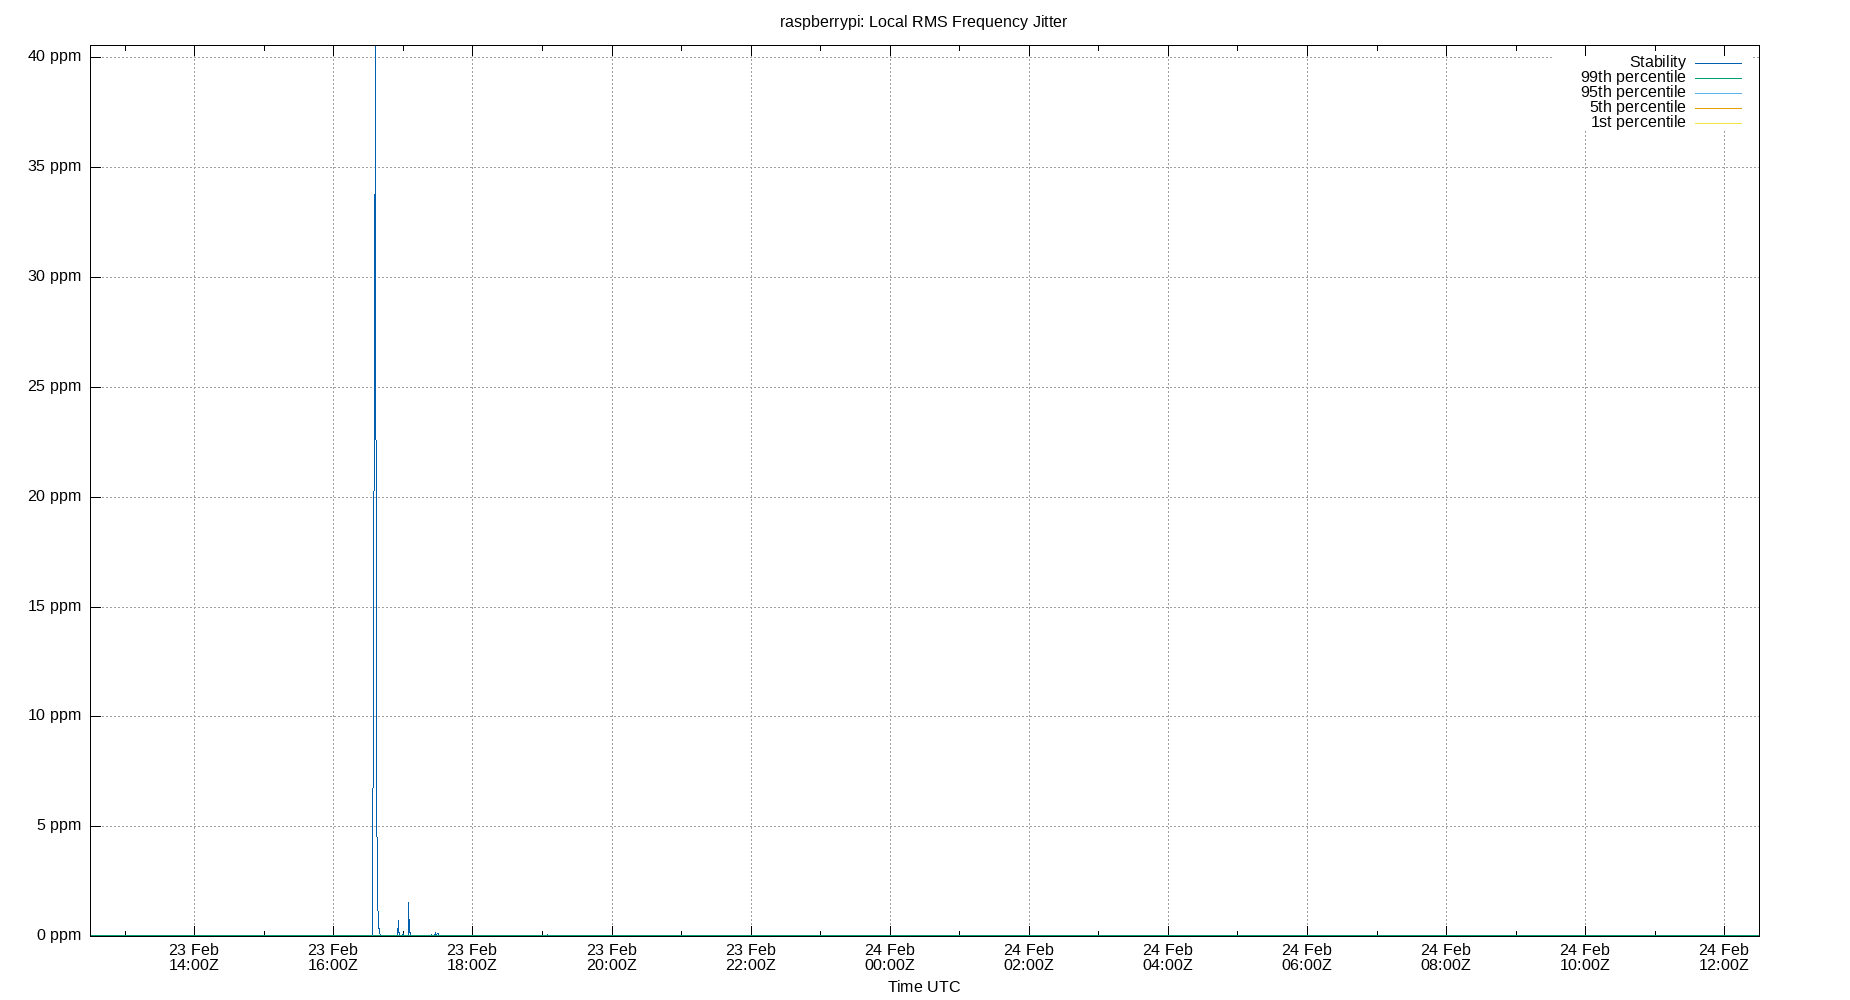 raspberrypi: Local RMS Frequency Jitter
40 ppm
35 ppm
30 ppm
25 ppm
20 ppm
15 ppm
10 ppm
5 ppm
0 ppm
Stability
99th percentile
95th percentile
5th percentile
1st percentile
23 Feb 23 Feb 23 Feb 23 Feb 23 Feb 24 Feb 24 Feb 24 Feb 24 Feb 24 Feb 24 Feb 24 Feb
14:00Z 16:00Z 18:00Z 20:00Z 22:00Z 00:00Z 02:00Z 04:00Z 06:00Z 08:00Z 10:00Z 12:00Z
Time UTC